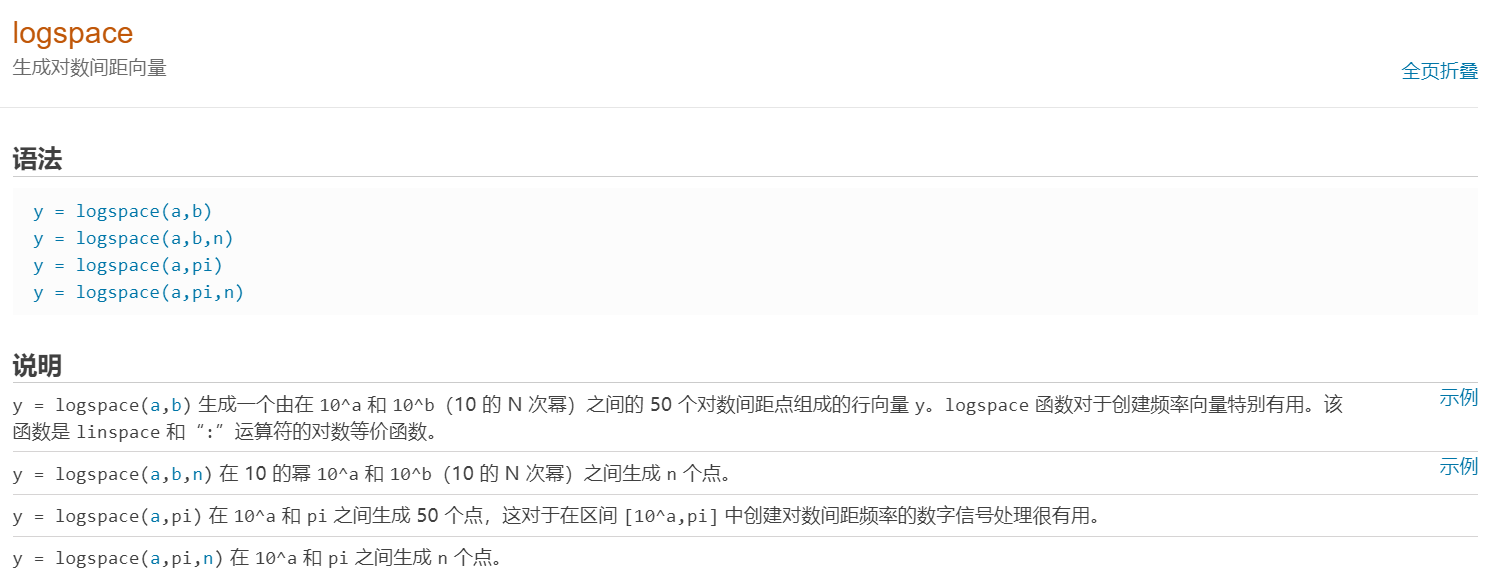 logspace
生成对数间距向量
全页折叠
语法
y = logspace(a,b)
y = logspace(a,b,n)
y = logspace(a,pi)
y = logspace(a,pi,n)
说明
y = logspace(a,b) 生成一个由在 10^a 和 10^b（10 的 N 次幂）之间的 50 个对数间距点组成的行向量 y。logspace 函数对于创建频率向量特别有用。该
示例
函数是 linspace 和“:”运算符的对数等价函数。
y = logspace(a,b,n) 在 10 的幂 10^a 和 10^b（10 的 N 次幂）之间生成 n 个点。
示例
y = logspace(a,pi) 在 10^a 和 pi 之间生成 50 个点，这对于在区间 [10^a,pi] 中创建对数间距频率的数字信号处理很有用。
y = logspace(a,pi,n) 在 10^a 和 pi 之间生成 n 个点。